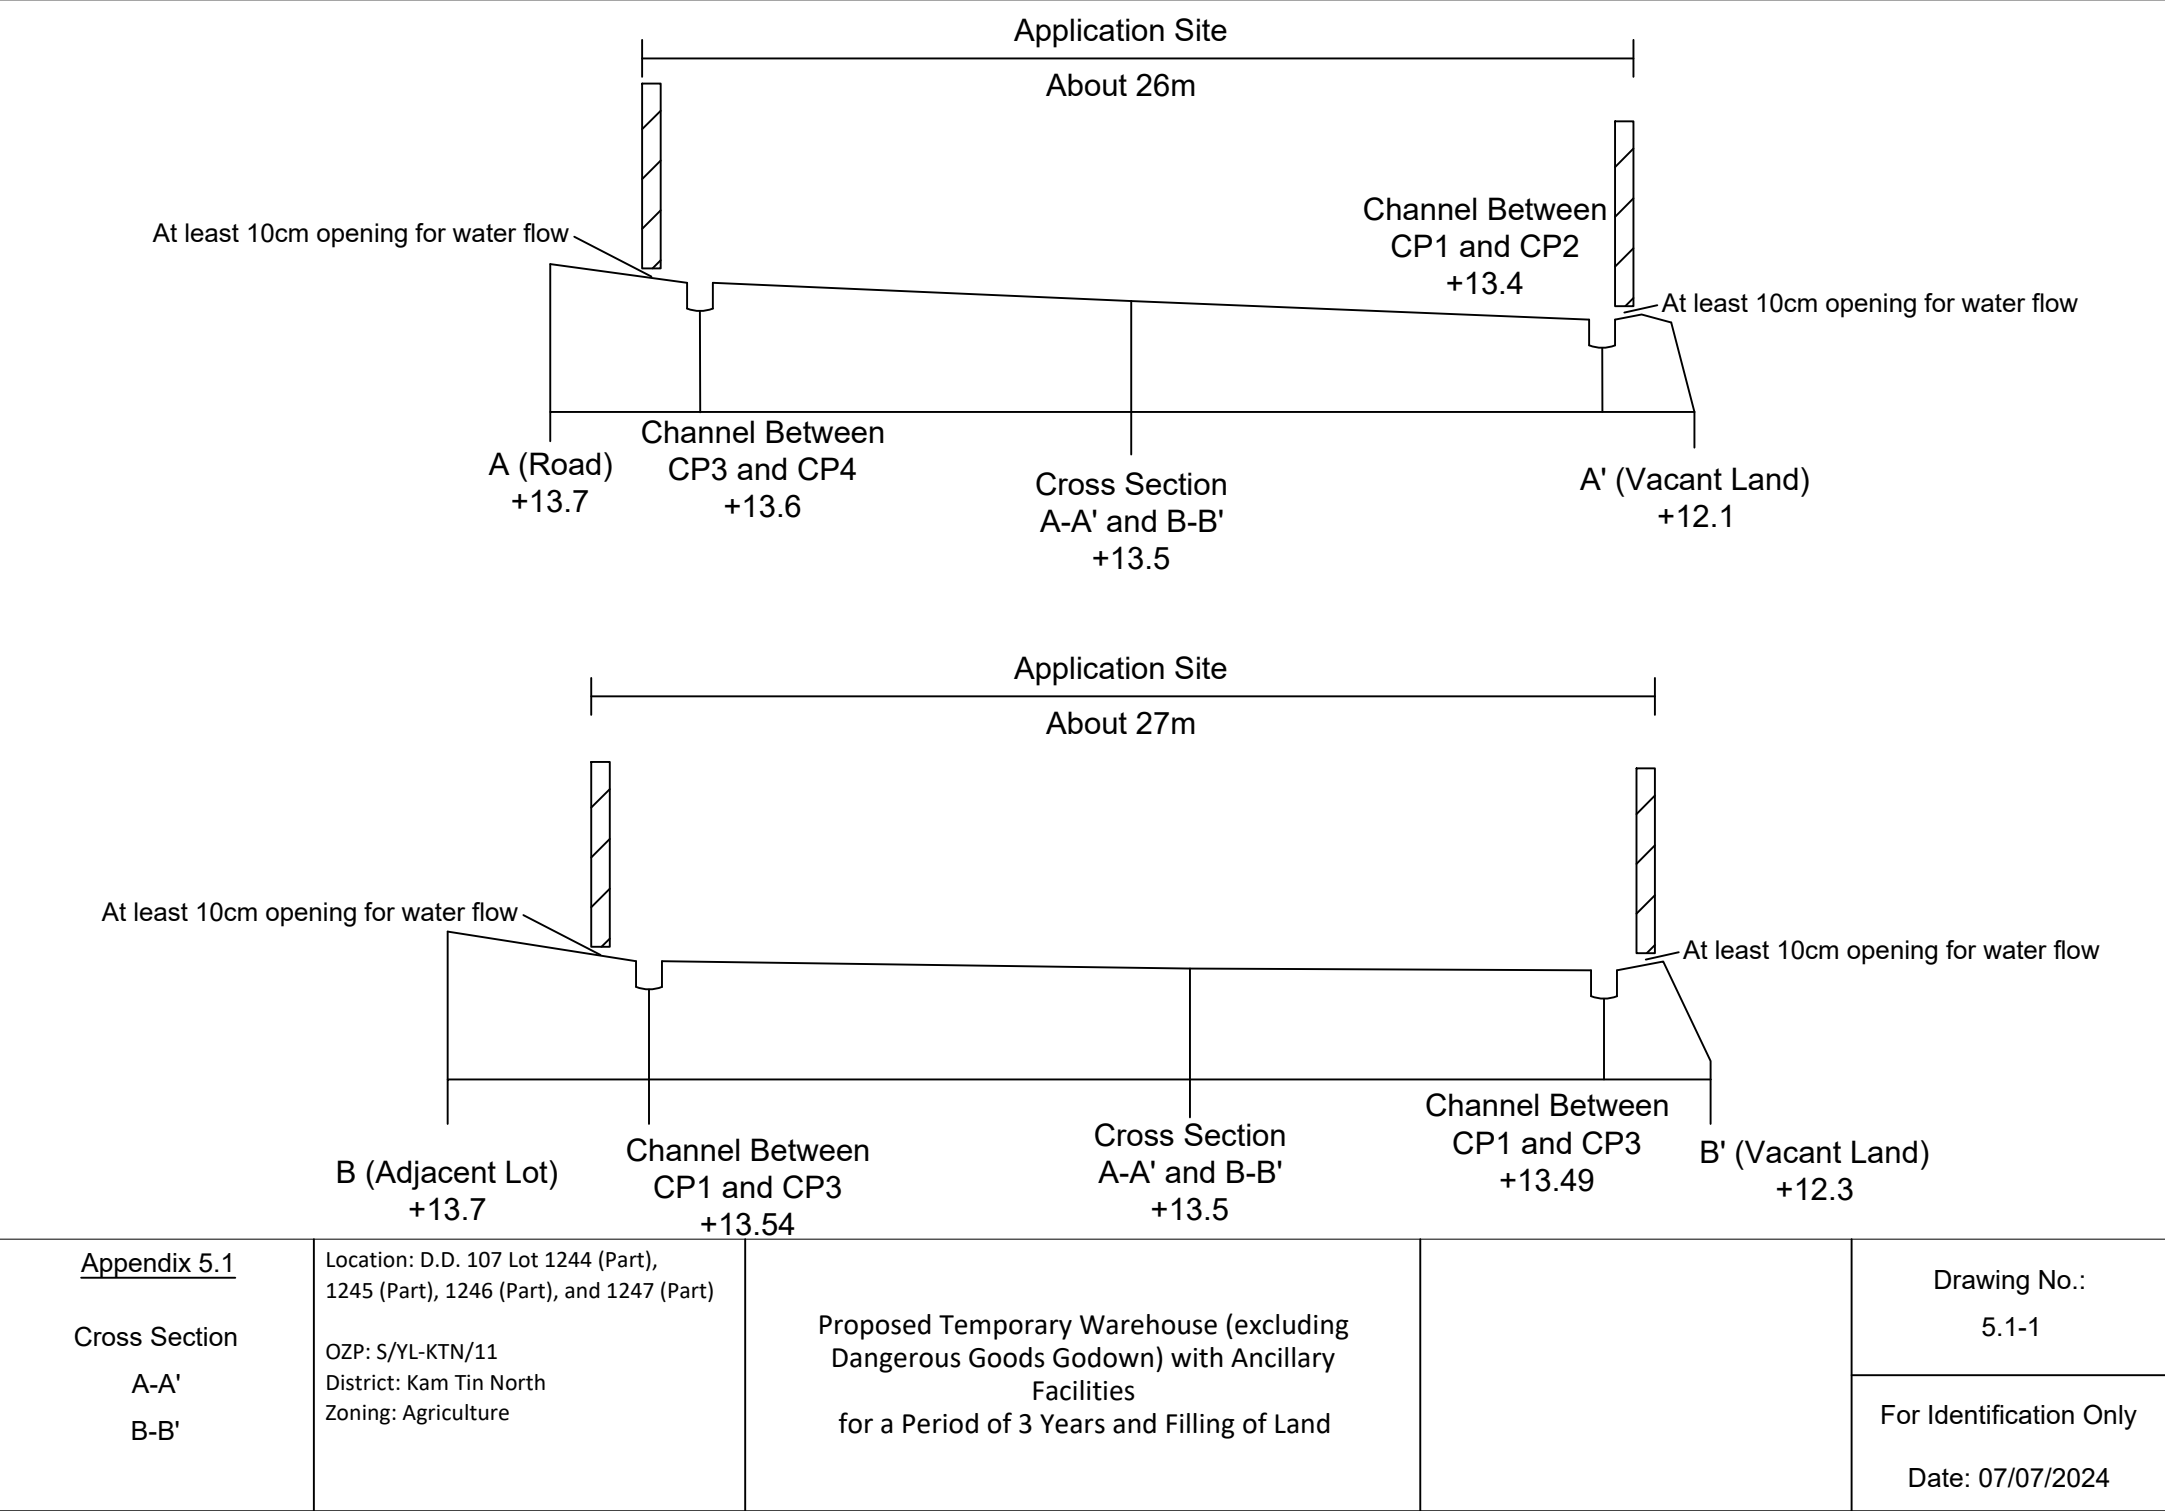 Application Site
About 26m
Channel Between
CP1 and CP2
+13.4
At least 10cm opening for water flow
At least 10cm opening for water flow
A (Road)
+13.7
Channel Between
CP3 and CP4
+13.6
Cross Section
A-A' and B-B'
+13.5
A' (Vacant Land)
+12.1
Application Site
About 27m
At least 10cm opening for water flow
At least 10cm opening for water flow
B (Adjacent Lot)
+13.7
Channel Between
CP1 and CP3
+13.54
Cross Section
A-A' and B-B'
+13.5
Channel Between
CP1 and CP3
+13.49
B' (Vacant Land)
+12.3
Appendix 5.1
Cross Section
A-A'
B-B'
Location: D.D. 107 Lot 1244 (Part),
1245 (Part), 1246 (Part), and 1247 (Part)
OZP: S/YL-KTN/11
District: Kam Tin North
Zoning: Agriculture
Proposed Temporary Warehouse (excluding
Dangerous Goods Godown) with Ancillary
Facilities
for a Period of 3 Years and Filling of Land
Drawing No.:
5.1-1
For Identification Only
Date: 07/07/2024